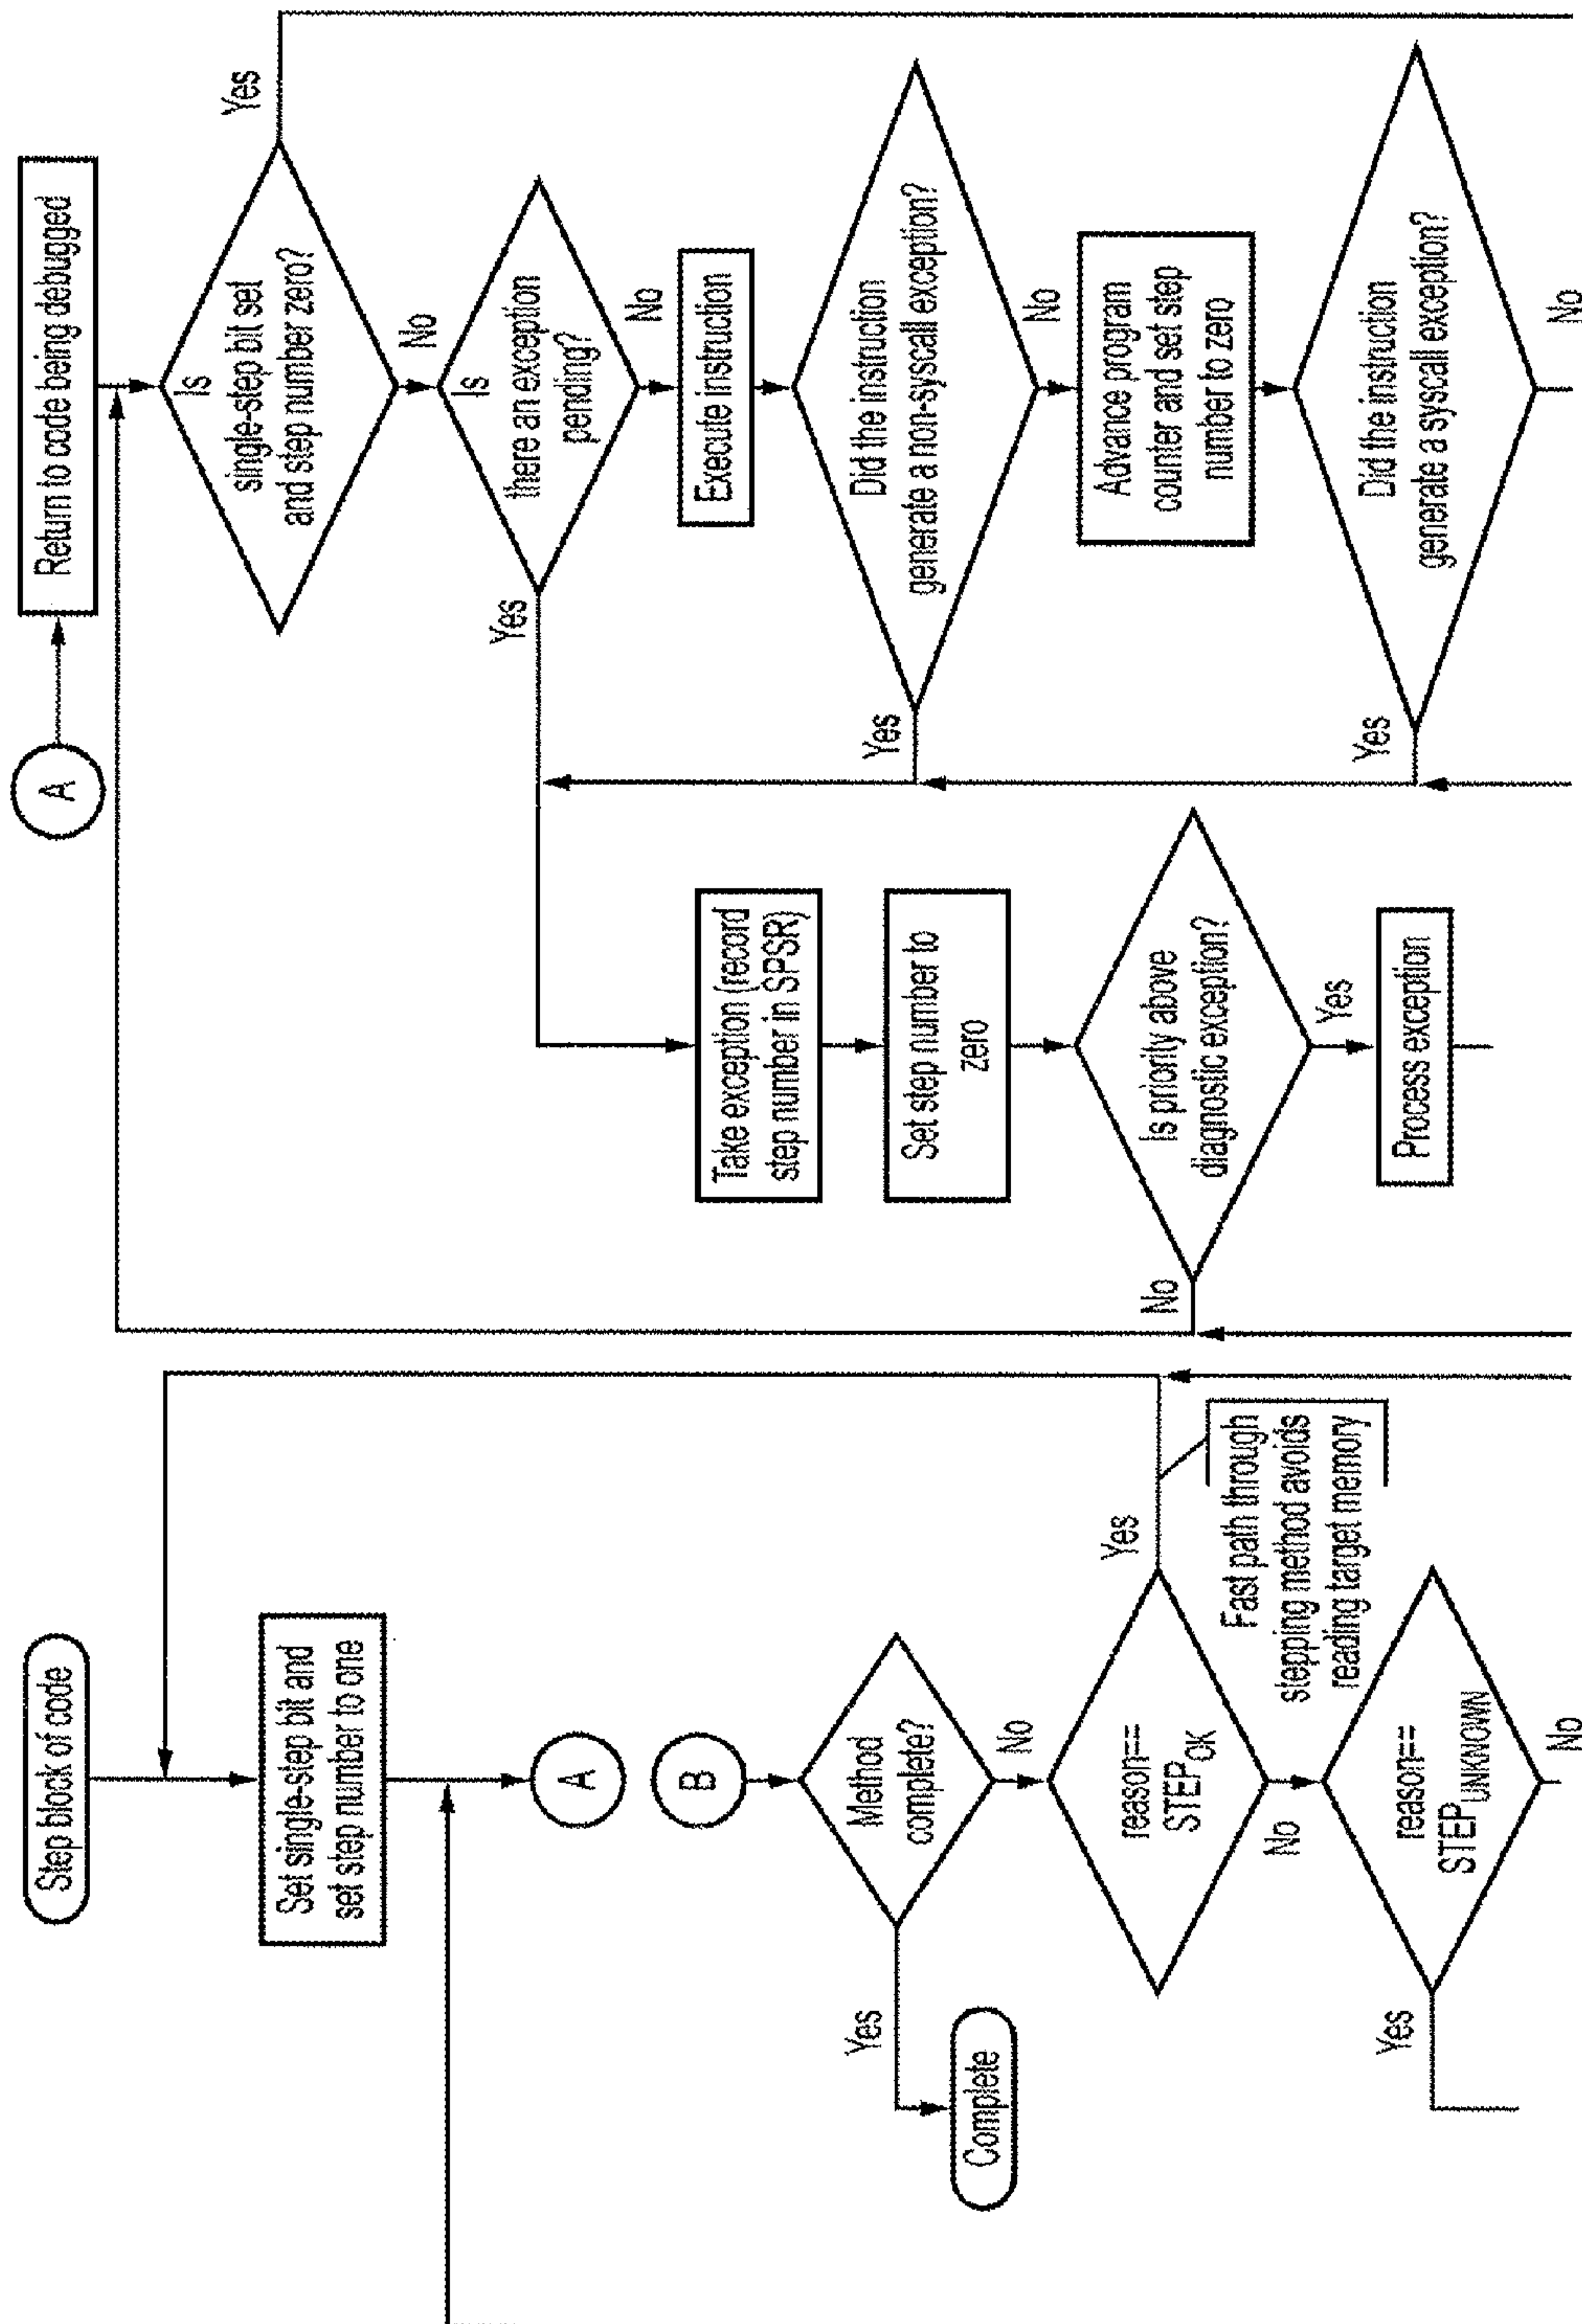 Step block of code
Set single-step bit and
set step number to one
A
B
Method
complete?
Yes
No
Complete
reason==
STEP_OK
Yes
No
Fast path through
stepping method avoids
reading target memory
reason==
STEP_UNKNOWN
Yes
No
A
Return to code being debugged
Is
single-step bit set
and step number zero?
Yes
No
Is
there an exception
pending?
Yes
No
Execute instruction
Did the instruction
generate a non-syscall exception?
Yes
No
Advance program
counter and set step
number to zero
Did the instruction
generate a syscall exception?
Yes
No
Take exception (record
step number in SPSR)
Set step number to
zero
Is priority above
diagnostic exception?
No
Yes
Process exception